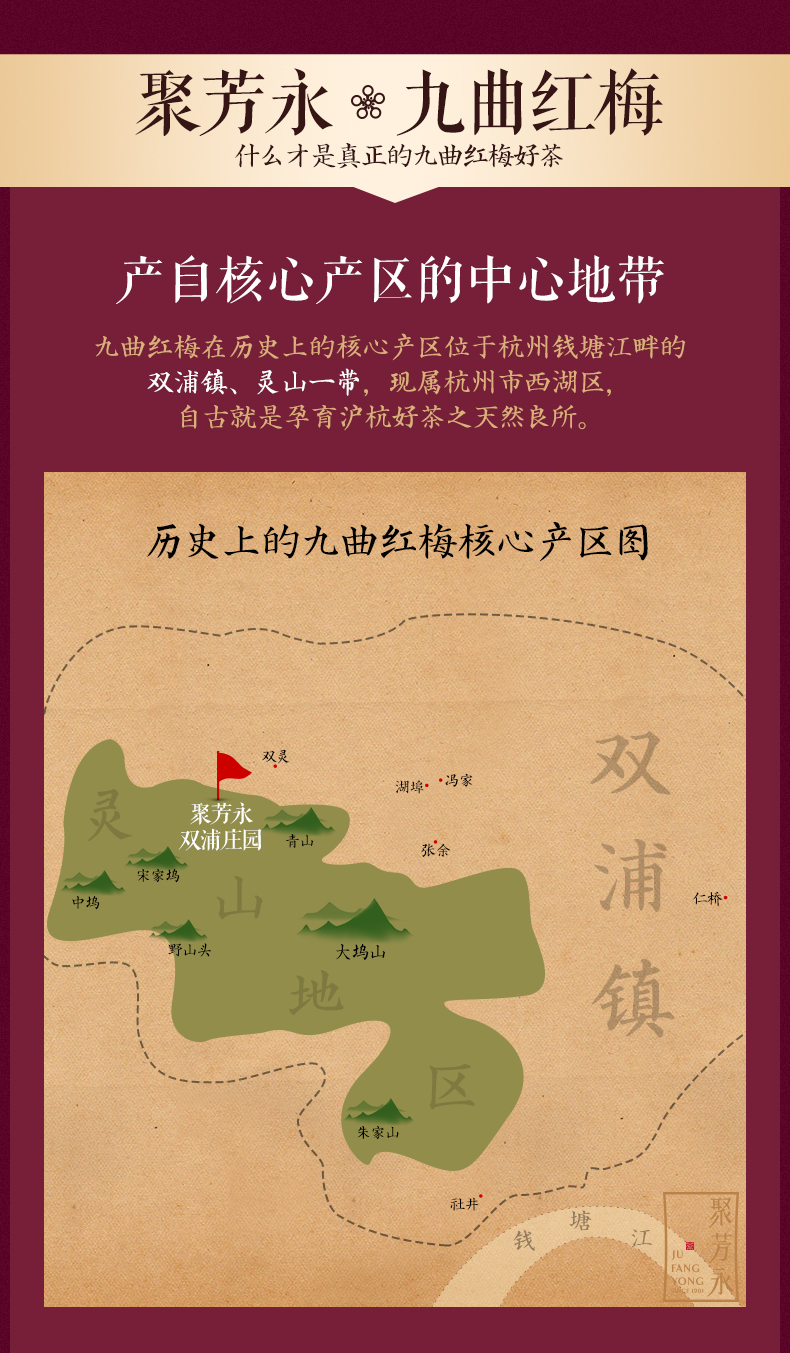 聚芳永 九曲红梅
什么才是真正的九曲红梅好茶
产自核心产区的中心地带
九曲红梅在历史上的核心产区位于杭州钱塘江畔的
双浦镇、灵山一带，现属杭州市西湖区，
自古就是孕育沪杭好茶之天然良所。
历史上的九曲红梅核心产区图
双灵
湖埠
冯家
聚芳永
双浦庄园
青山
张余
宋家坞
中坞
野山头
大坞山
仁桥
灵山地区
双浦镇
朱家山
社井
钱塘江
聚芳永
JU
FANG
YONG
SINCE 1901